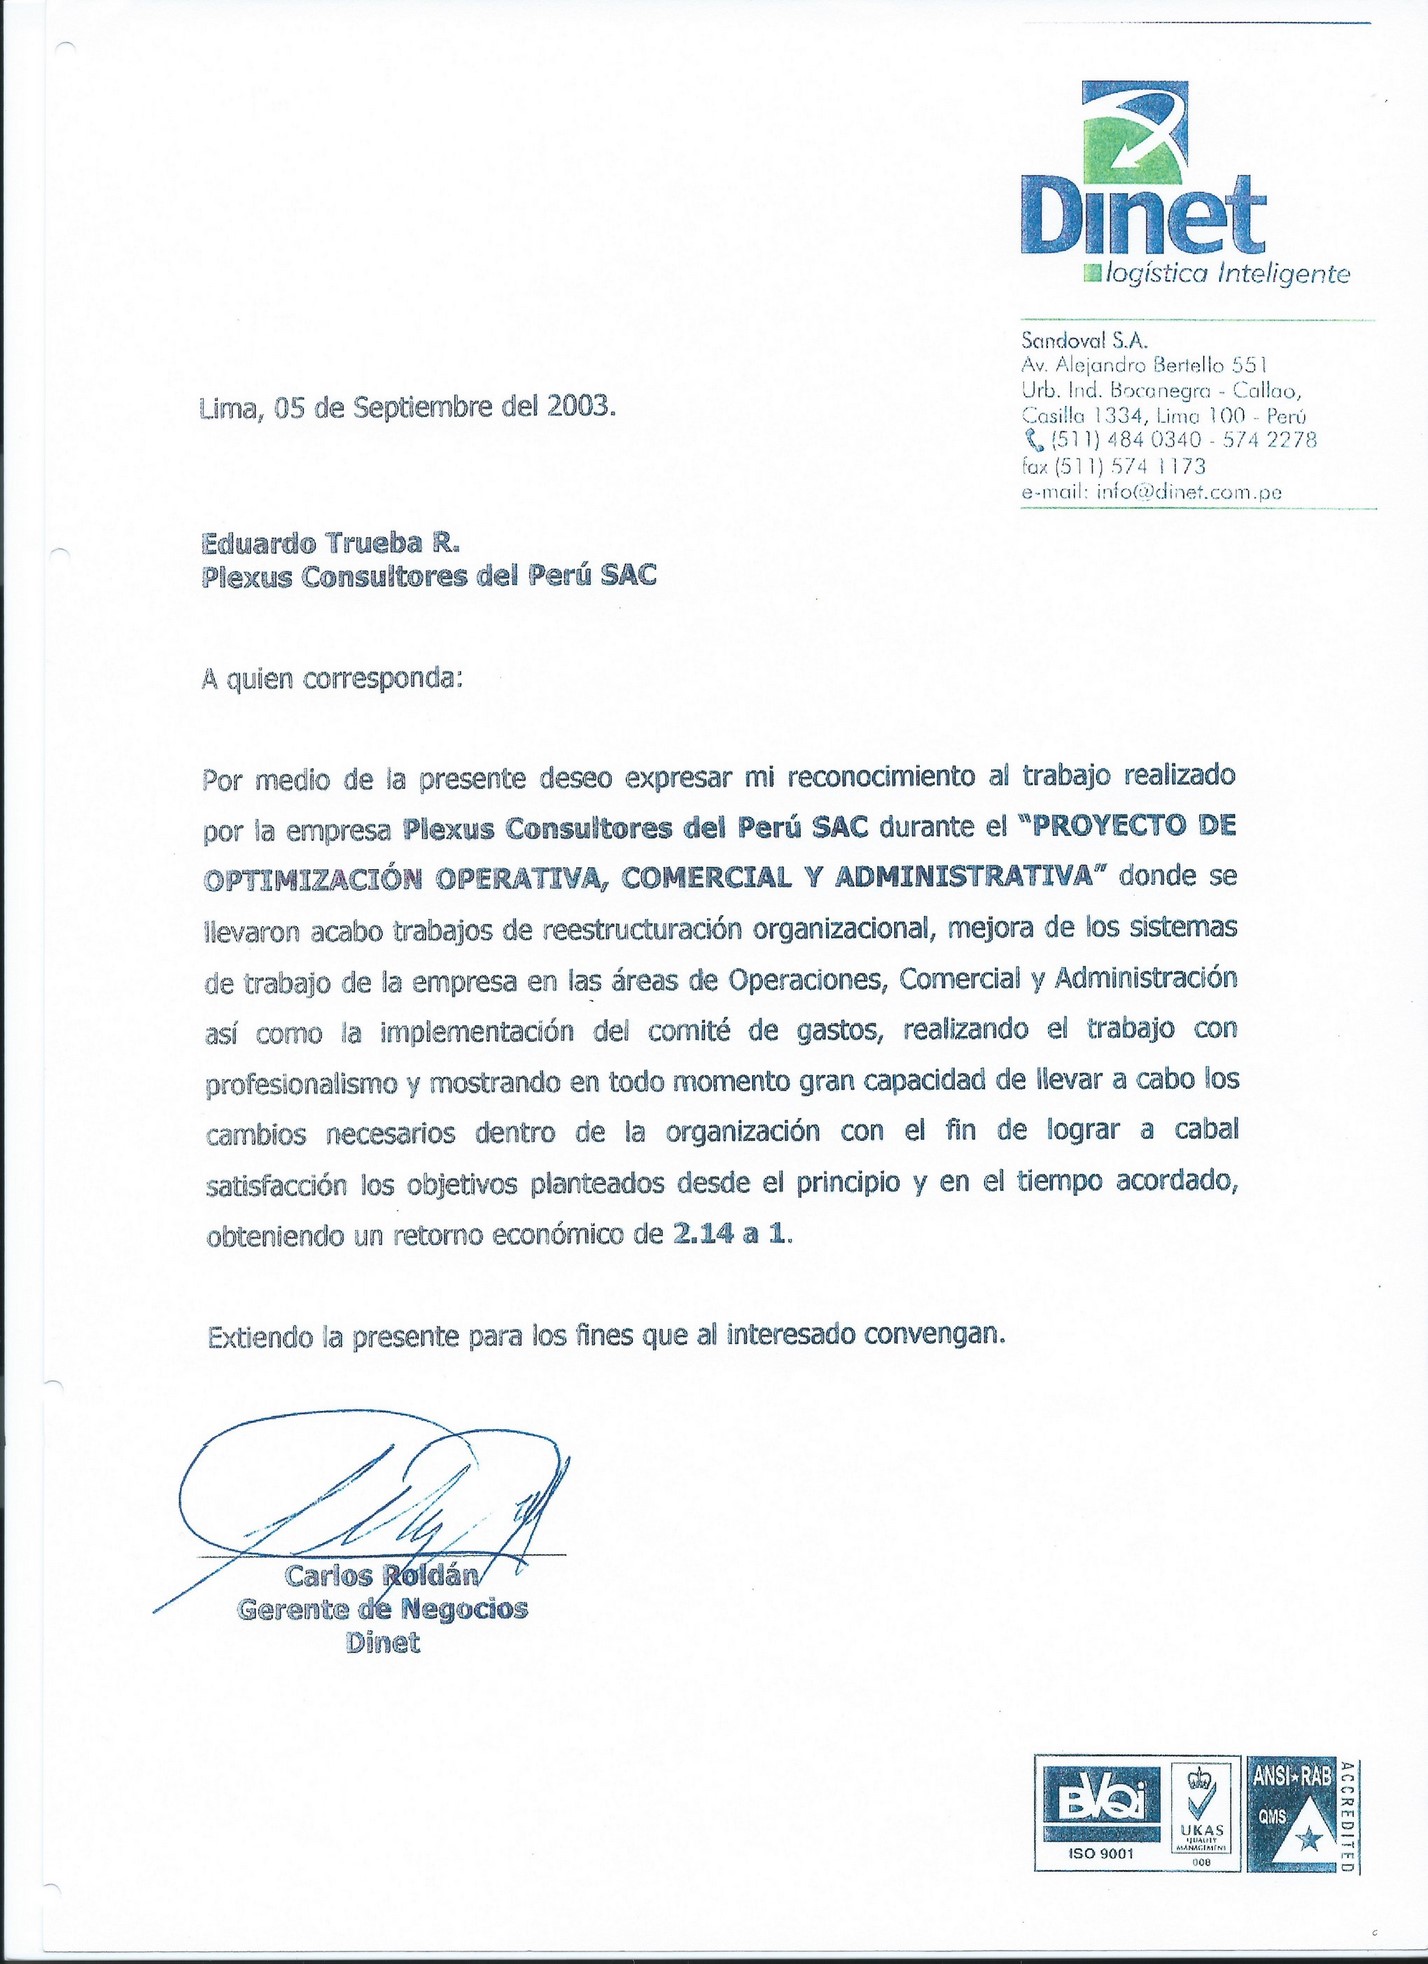 Dinet
logística Inteligente
Sandoval S.A.
Av. Alejandro Bertello 551
Urb. Ind. Bocanegra - Callao,
Casilla 1334, Lima 100 - Perú
(511) 484 0340 - 574 2278
fax (511) 574 1173
e-mail: info@dinet.com.pe
Lima, 05 de Septiembre del 2003.
Eduardo Trueba R.
Plexus Consultores del Perú SAC
A quien corresponda:
Por medio de la presente deseo expresar mi reconocimiento al trabajo realizado
por la empresa Plexus Consultores del Perú SAC durante el "PROYECTO DE
OPTIMIZACIÓN OPERATIVA, COMERCIAL Y ADMINISTRATIVA" donde se
llevaron acabo trabajos de reestructuración organizacional, mejora de los sistemas
de trabajo de la empresa en las áreas de Operaciones, Comercial y Administración
así como la implementación del comité de gastos, realizando el trabajo con
profesionalismo y mostrando en todo momento gran capacidad de llevar a cabo los
cambios necesarios dentro de la organización con el fin de lograr a cabal
satisfacción los objetivos planteados desde el principio y en el tiempo acordado,
obteniendo un retorno económico de 2.14 a 1.
Extiendo la presente para los fines que al interesado convengan.
Carlos Roldán
Gerente de Negocios
Dinet
BVQi
ISO 9001
UKAS
QUALITY
MANAGEMENT
008
ANSI★RAB
QMS
ACCREDITED